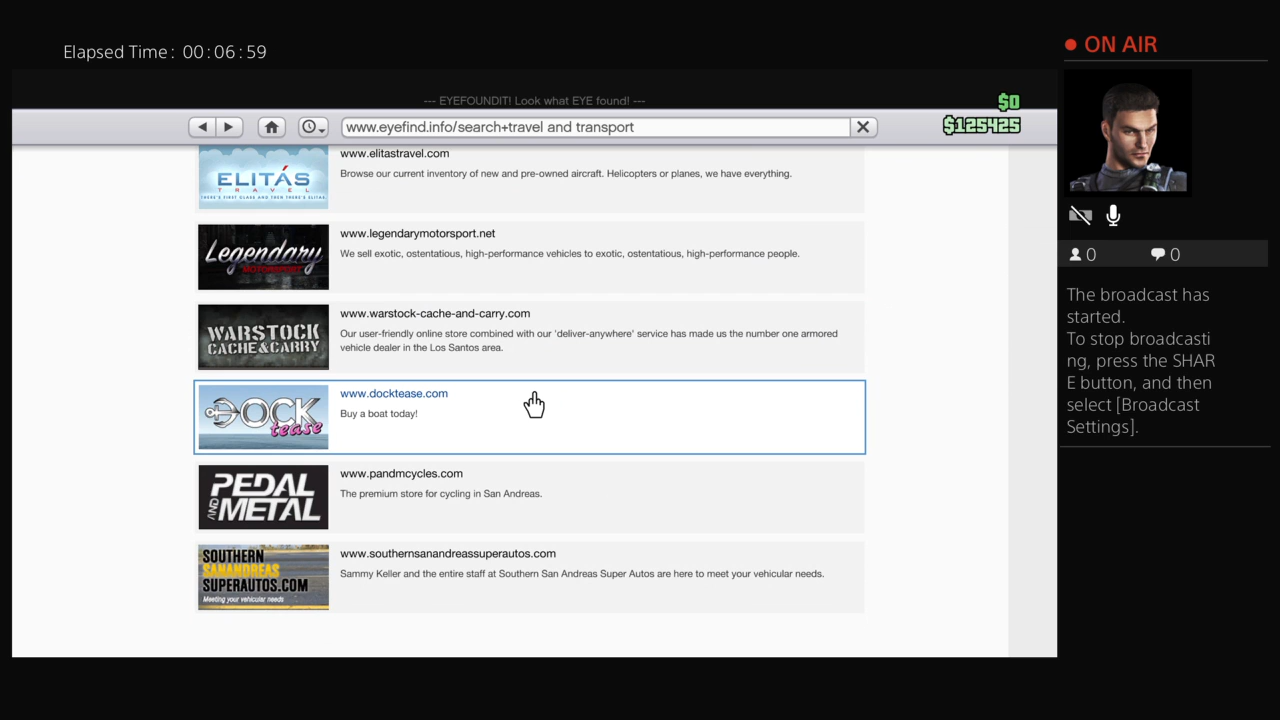 Elapsed Time: 00:06:59
ON AIR
--- EYEFOUNDIT! Look what EYE found! ---
$0
www.eyefind.info/search+travel and transport
$125425
ELITÁS
TRAVEL
THERE'S FIRST CLASS AND THEN THERE'S ELITÁS
www.elitastravel.com
Browse our current inventory of new and pre-owned aircraft. Helicopters or planes, we have everything.
Legendary
MOTORSPORT
www.legendarymotorsport.net
We sell exotic, ostentatious, high-performance vehicles to exotic, ostentatious, high-performance people.
WARSTOCK
CACHE&CARRY
www.warstock-cache-and-carry.com
Our user-friendly online store combined with our 'deliver-anywhere' service has made us the number one armored
vehicle dealer in the Los Santos area.
DOCK
tease
www.docktease.com
Buy a boat today!
PEDAL
AND METAL
www.pandmcycles.com
The premium store for cycling in San Andreas.
SOUTHERN
SANANDREAS
SUPERAUTOS.COM
Meeting your vehicular needs
www.southernsanandreassuperautos.com
Sammy Keller and the entire staff at Southern San Andreas Super Autos are here to meet your vehicular needs.
0
0
The broadcast has
started.
To stop broadcasti
ng, press the SHAR
E button, and then
select [Broadcast
Settings].